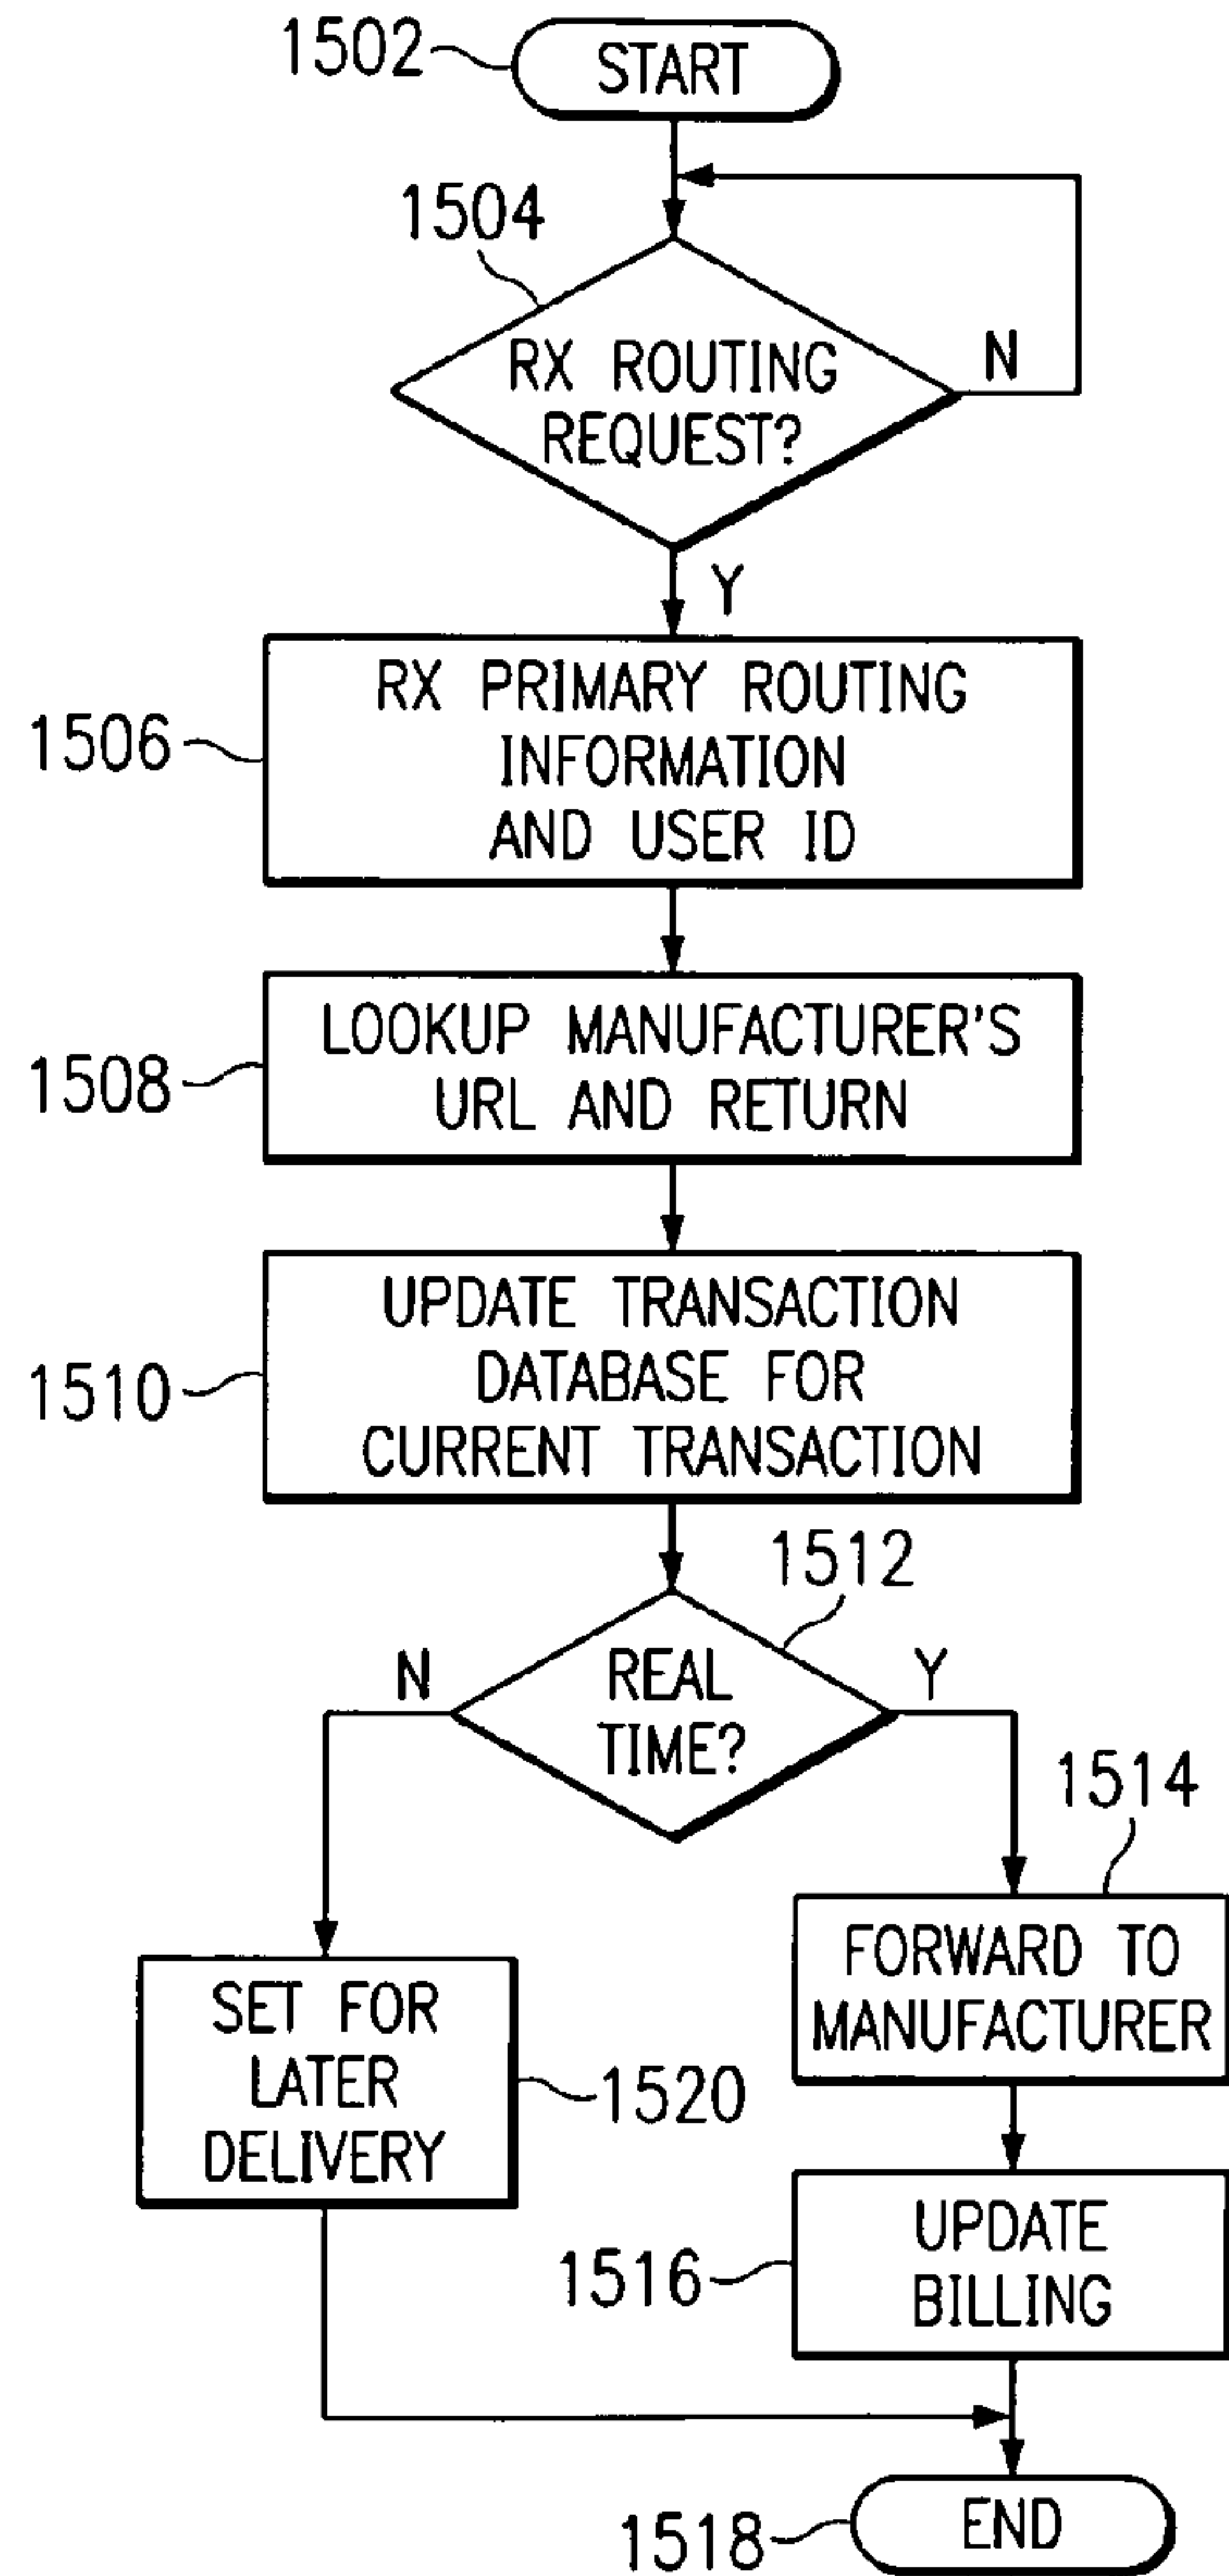 1502
START
1504
RX ROUTING
REQUEST?
N
Y
1506
RX PRIMARY ROUTING
INFORMATION
AND USER ID
1508
LOOKUP MANUFACTURER'S
URL AND RETURN
1510
UPDATE TRANSACTION
DATABASE FOR
CURRENT TRANSACTION
1512
N
REAL
TIME?
Y
1514
FORWARD TO
MANUFACTURER
SET FOR
LATER
DELIVERY
1520
1516
UPDATE
BILLING
1518
END